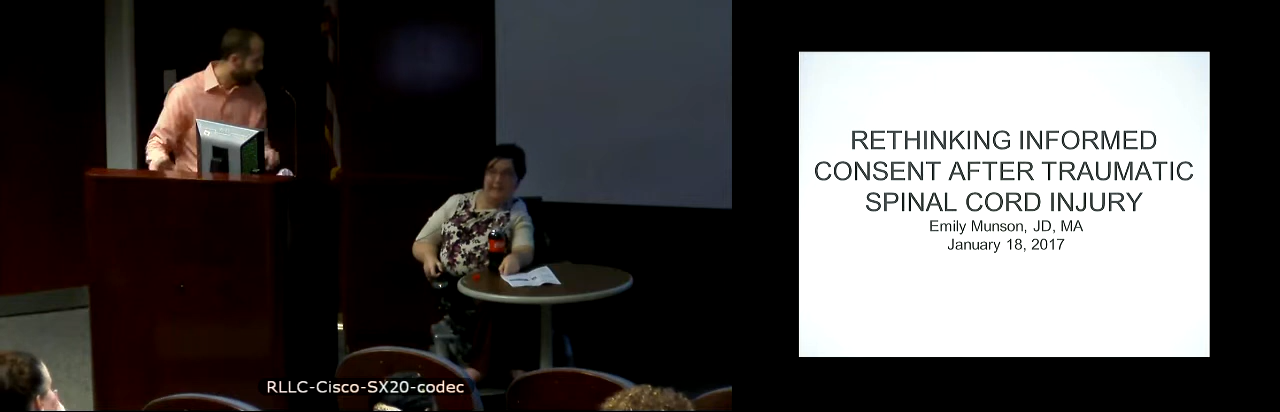 RETHINKING INFORMED
CONSENT AFTER TRAUMATIC
SPINAL CORD INJURY
Emily Munson, JD, MA
January 18, 2017
RLLC-Cisco-SX20-codec